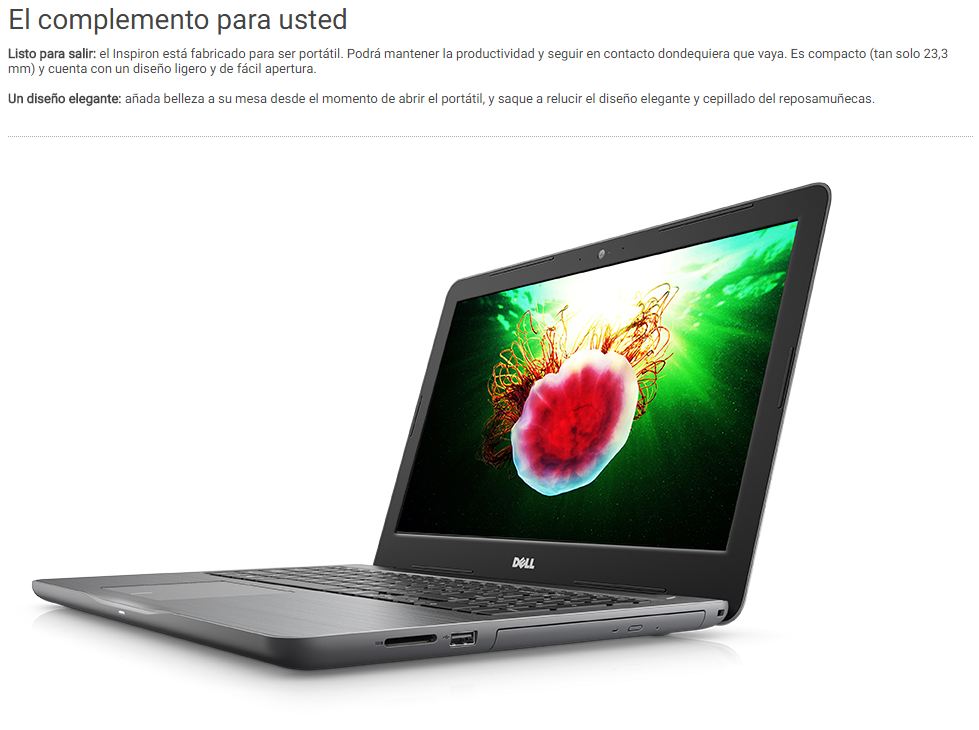 El complemento para usted
Listo para salir: el Inspiron está fabricado para ser portátil. Podrá mantener la productividad y seguir en contacto dondequiera que vaya. Es compacto (tan solo 23,3
mm) y cuenta con un diseño ligero y de fácil apertura.
Un diseño elegante: añada belleza a su mesa desde el momento de abrir el portátil, y saque a relucir el diseño elegante y cepillado del reposamuñecas.
DELL